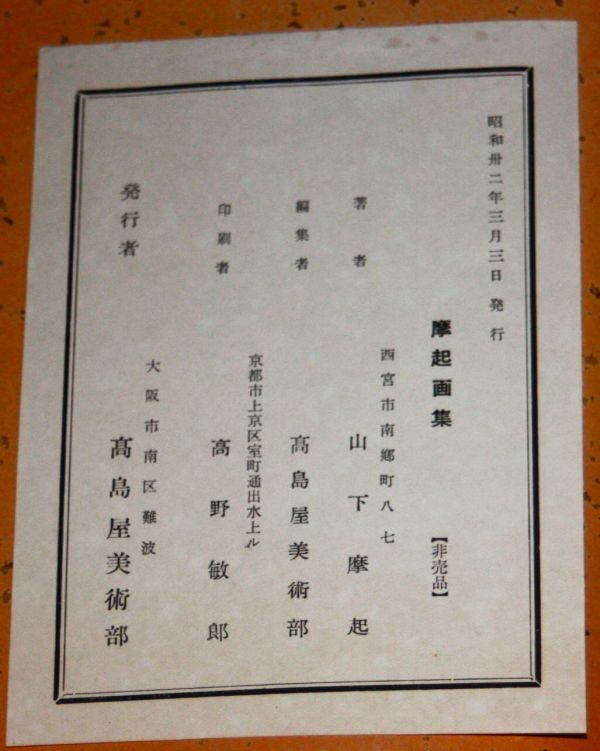 昭和卅二年三月三日 発行
摩起画集 【非売品】
西宮市南郷町八七
著者 山下摩起
編集者 髙島屋美術部
京都市上京区室町通出水上ル
印刷者 高野敏郎
大阪市南区難波
発行者 髙島屋美術部